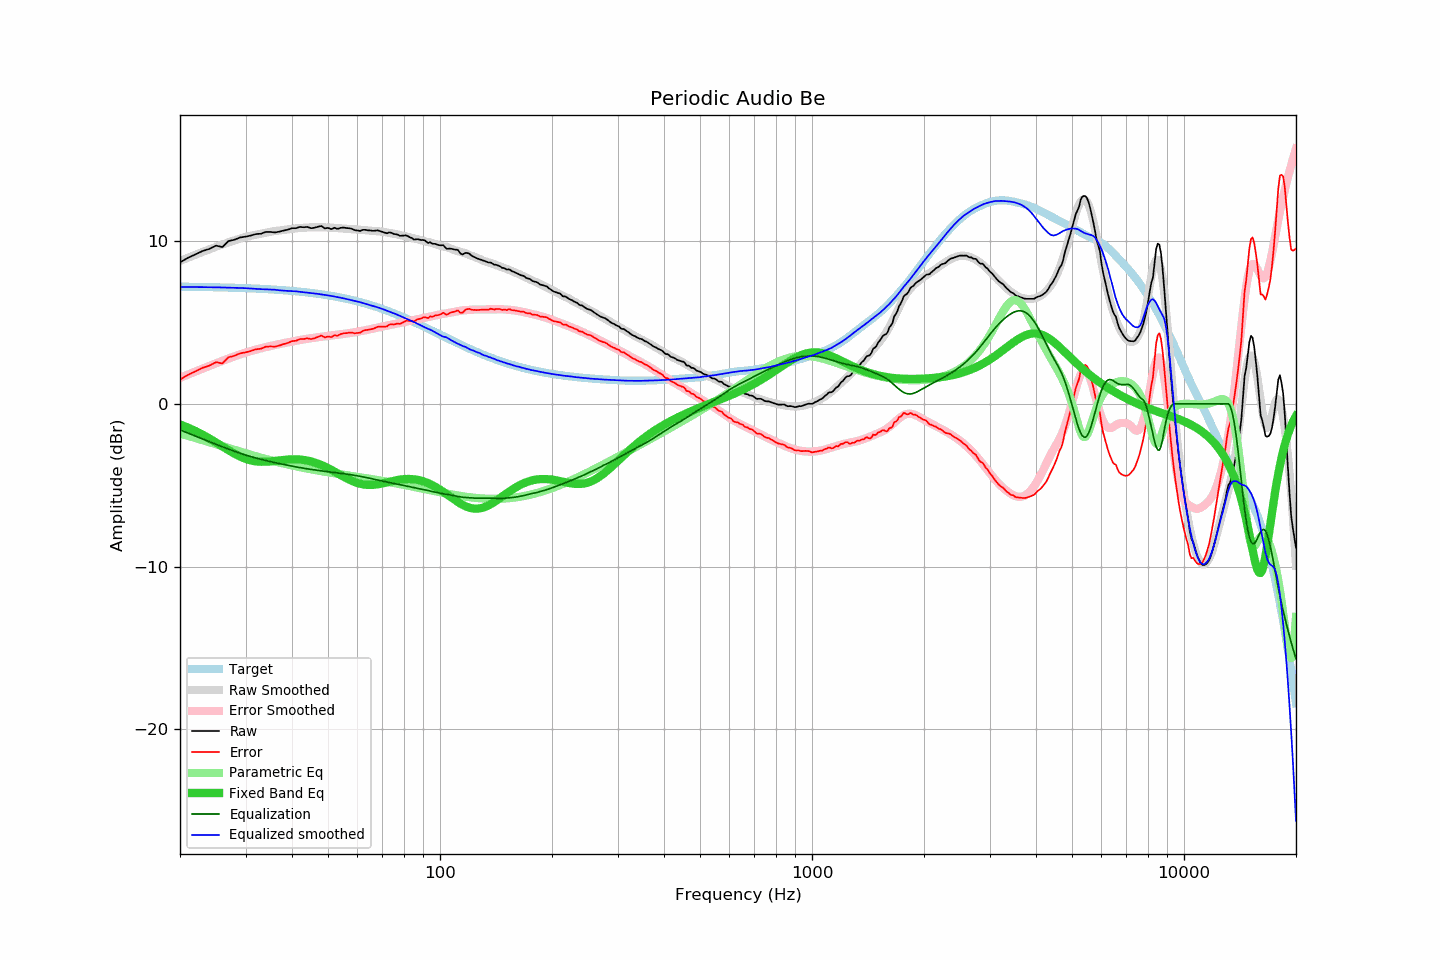 Periodic Audio Be
10
0
−10
−20
Amplitude (dBr)
Target
Raw Smoothed
Error Smoothed
Raw
Error
Parametric Eq
Fixed Band Eq
Equalization
Equalized smoothed
100 1000 10000
Frequency (Hz)